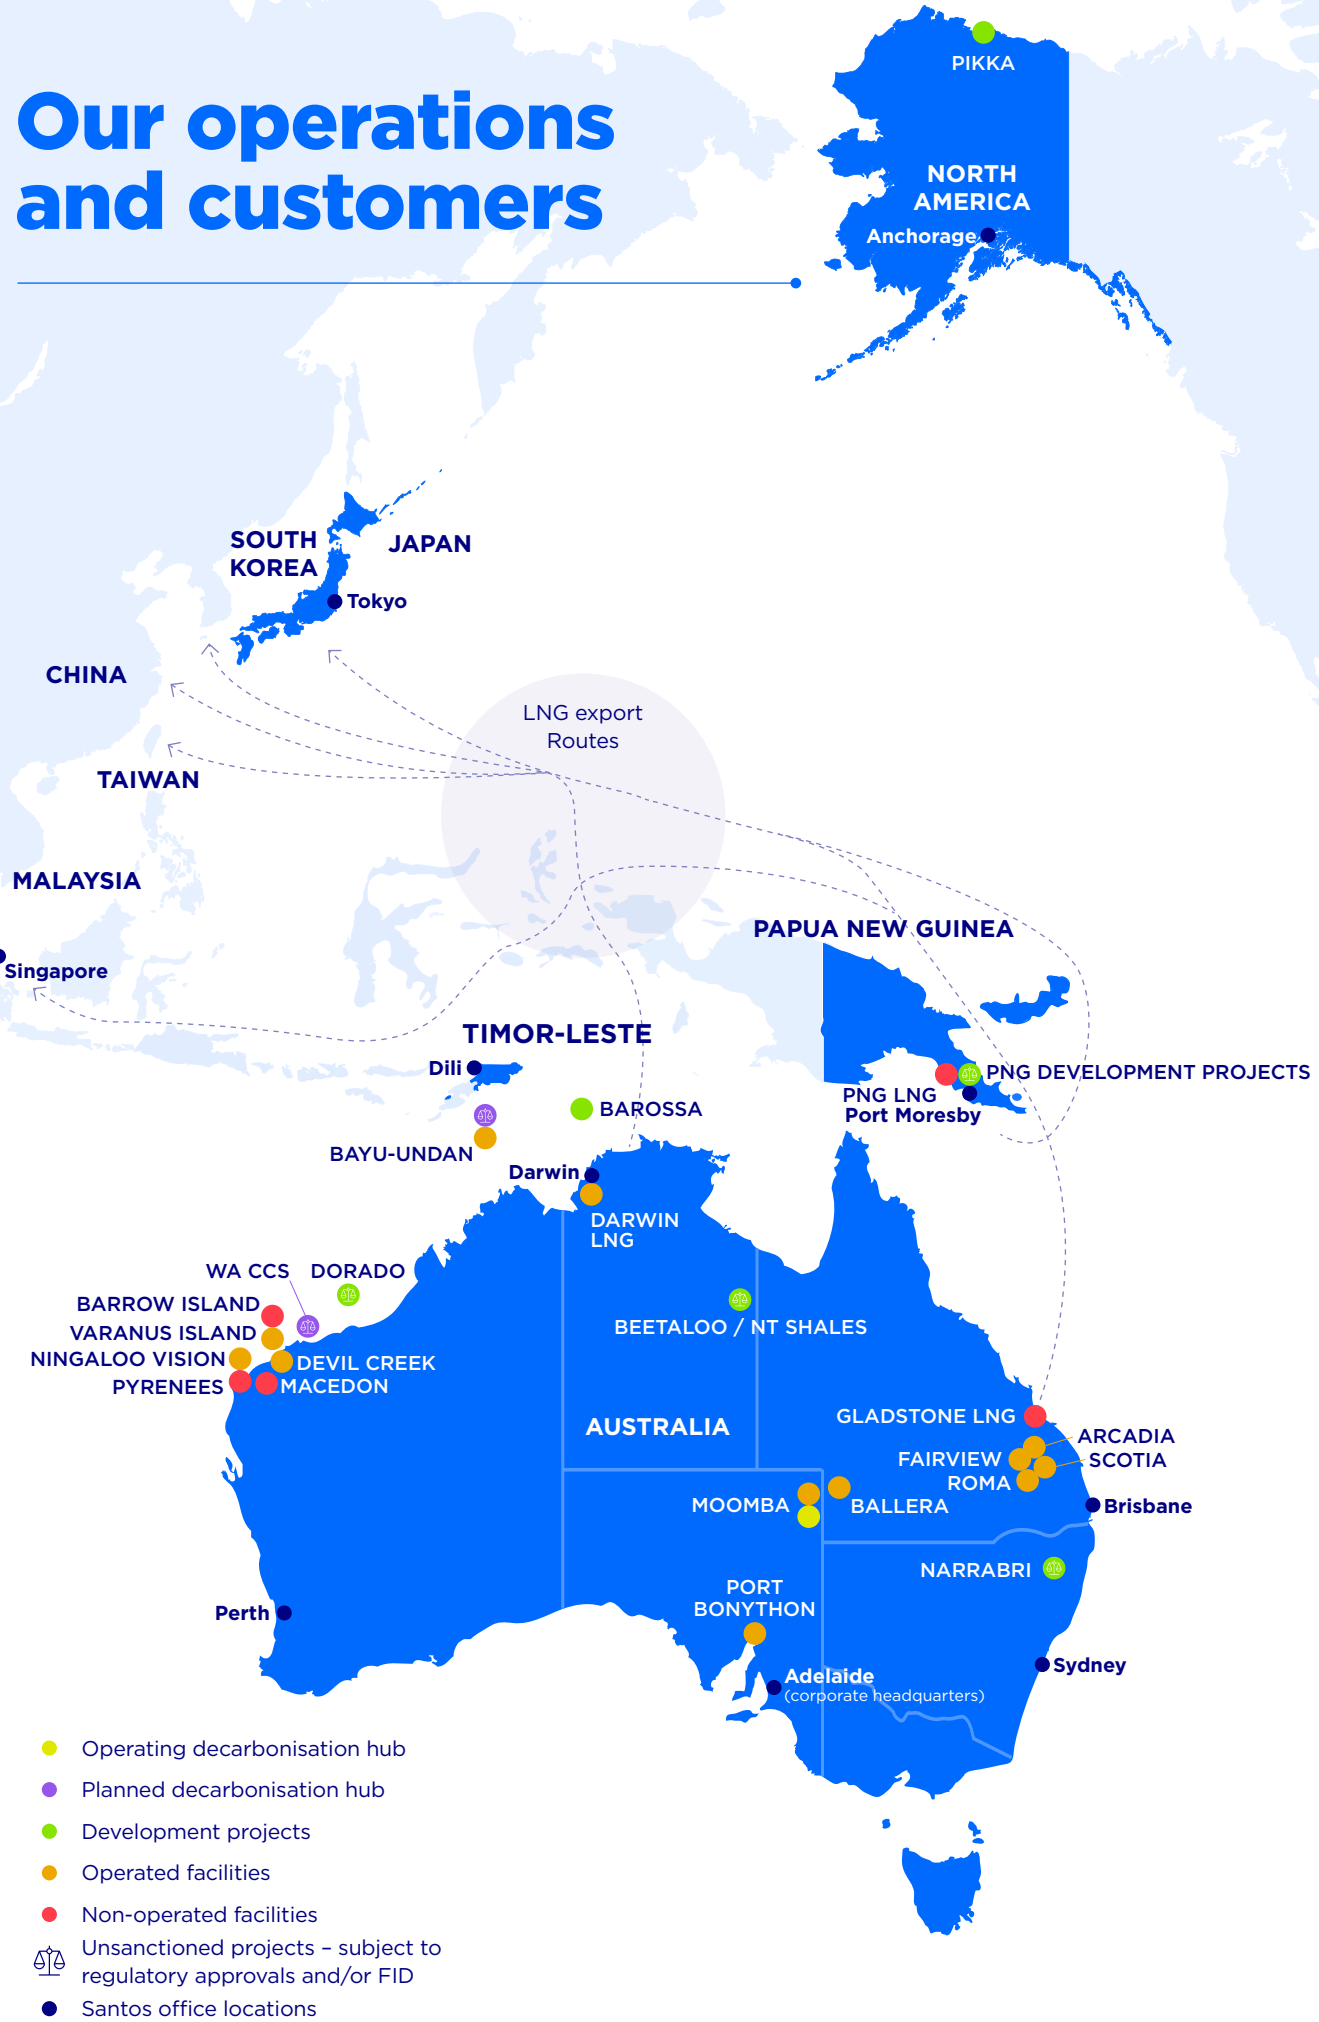 Our operations
and customers
PIKKA
NORTH
AMERICA
Anchorage
SOUTH
KOREA
JAPAN
Tokyo
CHINA
LNG export
Routes
TAIWAN
MALAYSIA
PAPUA NEW GUINEA
Singapore
TIMOR-LESTE
Dili
PNG DEVELOPMENT PROJECTS
PNG LNG
Port Moresby
BAROSSA
BAYU-UNDAN
Darwin
DARWIN
LNG
WA CCS
DORADO
BARROW ISLAND
VARANUS ISLAND
NINGALOO VISION
DEVIL CREEK
PYRENEES
MACEDON
BEETALOO / NT SHALES
AUSTRALIA
GLADSTONE LNG
ARCADIA
FAIRVIEW
SCOTIA
ROMA
MOOMBA
BALLERA
Brisbane
NARRABRI
PORT
BONYTHON
Perth
Sydney
Adelaide
(corporate headquarters)
Operating decarbonisation hub
Planned decarbonisation hub
Development projects
Operated facilities
Non-operated facilities
Unsanctioned projects – subject to
regulatory approvals and/or FID
Santos office locations